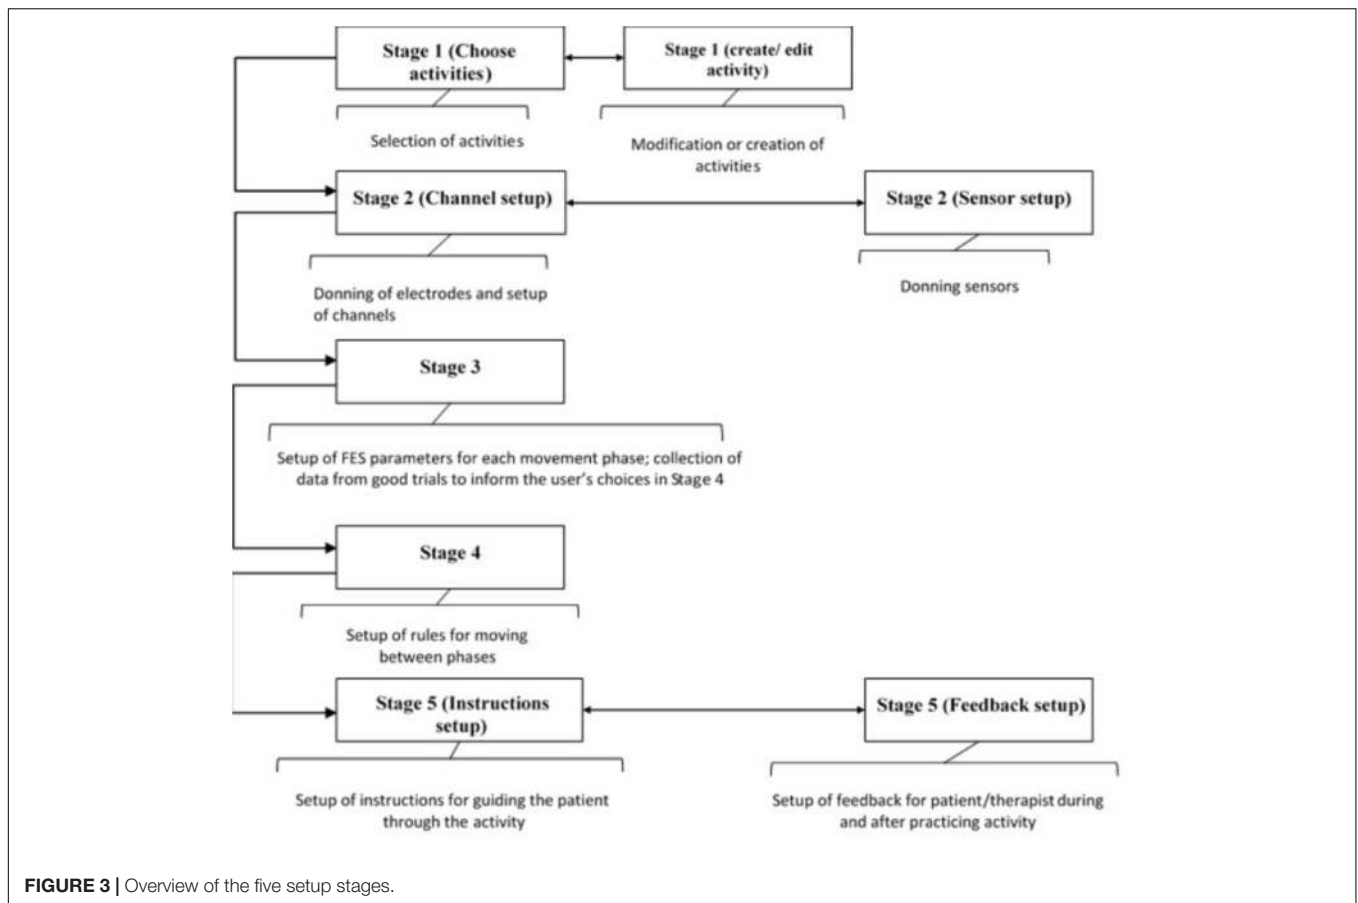 Stage 1 (Choose
activities)
Stage 1 (create/ edit
activity)
Selection of activities
Modification or creation of
activities
Stage 2 (Channel setup)
Stage 2 (Sensor setup)
Donning of electrodes and setup
of channels
Donning sensors
Stage 3
Setup of FES parameters for each movement phase; collection of
data from good trials to inform the user's choices in Stage 4
Stage 4
Setup of rules for moving
between phases
Stage 5 (Instructions
setup)
Stage 5 (Feedback setup)
Setup of instructions for guiding the patient
through the activity
Setup of feedback for patient/therapist during
and after practicing activity
FIGURE 3 | Overview of the five setup stages.